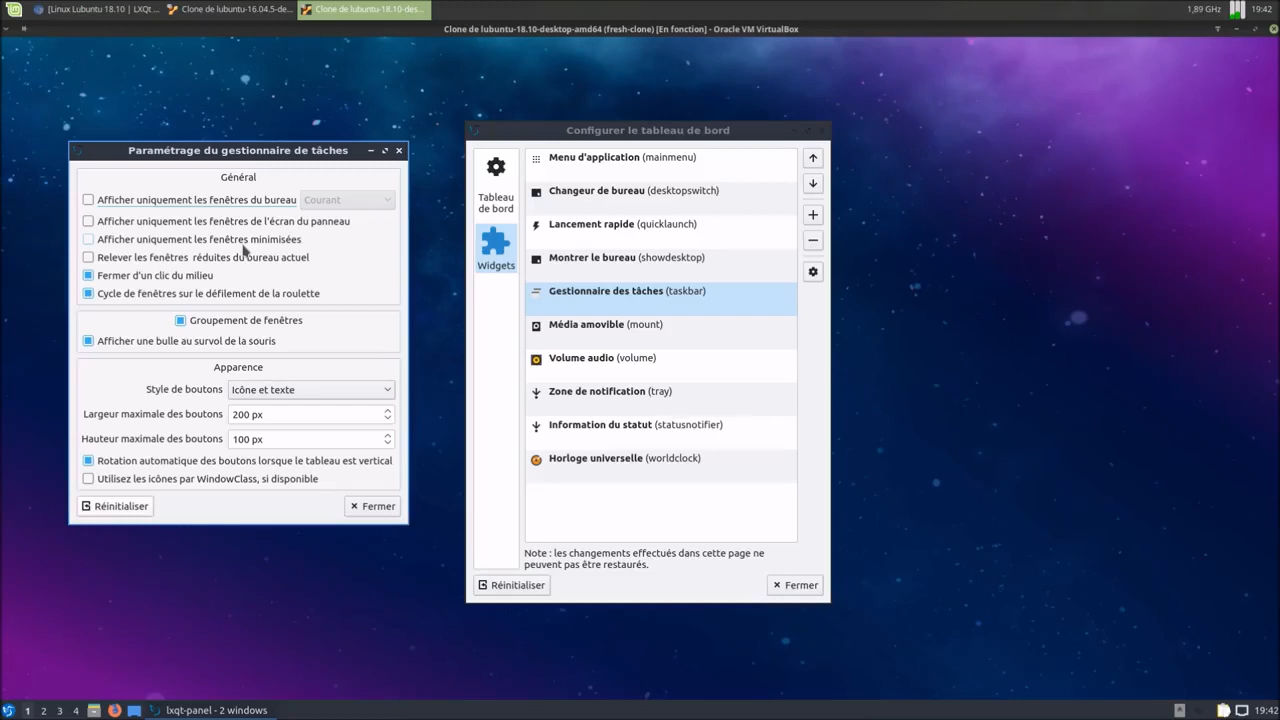 [Linux Lubuntu 18.10 | LXQt ...
Clone de lubuntu-16.04.5-de...
Clone de lubuntu-18.10-des...
1,89 GHz
19:42
Clone de lubuntu-18.10-desktop-amd64 (fresh-clone) [En fonction] - Oracle VM VirtualBox
Paramétrage du gestionnaire de tâches
Général
Afficher uniquement les fenêtres du bureau
Courant
Afficher uniquement les fenêtres de l'écran du panneau
Afficher uniquement les fenêtres minimisées
Relever les fenêtres réduites du bureau actuel
Fermer d'un clic du milieu
Cycle de fenêtres sur le défilement de la roulette
Groupement de fenêtres
Afficher une bulle au survol de la souris
Apparence
Style de boutons
Icône et texte
Largeur maximale des boutons
200 px
Hauteur maximale des boutons
100 px
Rotation automatique des boutons lorsque le tableau est vertical
Utilisez les icônes par WindowClass, si disponible
Réinitialiser
Fermer
Configurer le tableau de bord
Tableau
de bord
Widgets
Menu d'application (mainmenu)
Changeur de bureau (desktopswitch)
Lancement rapide (quicklaunch)
Montrer le bureau (showdesktop)
Gestionnaire des tâches (taskbar)
Média amovible (mount)
Volume audio (volume)
Zone de notification (tray)
Information du statut (statusnotifier)
Horloge universelle (worldclock)
Note : les changements effectués dans cette page ne
peuvent pas être restaurés.
Réinitialiser
Fermer
1 2 3 4
lxqt-panel - 2 windows
19:42